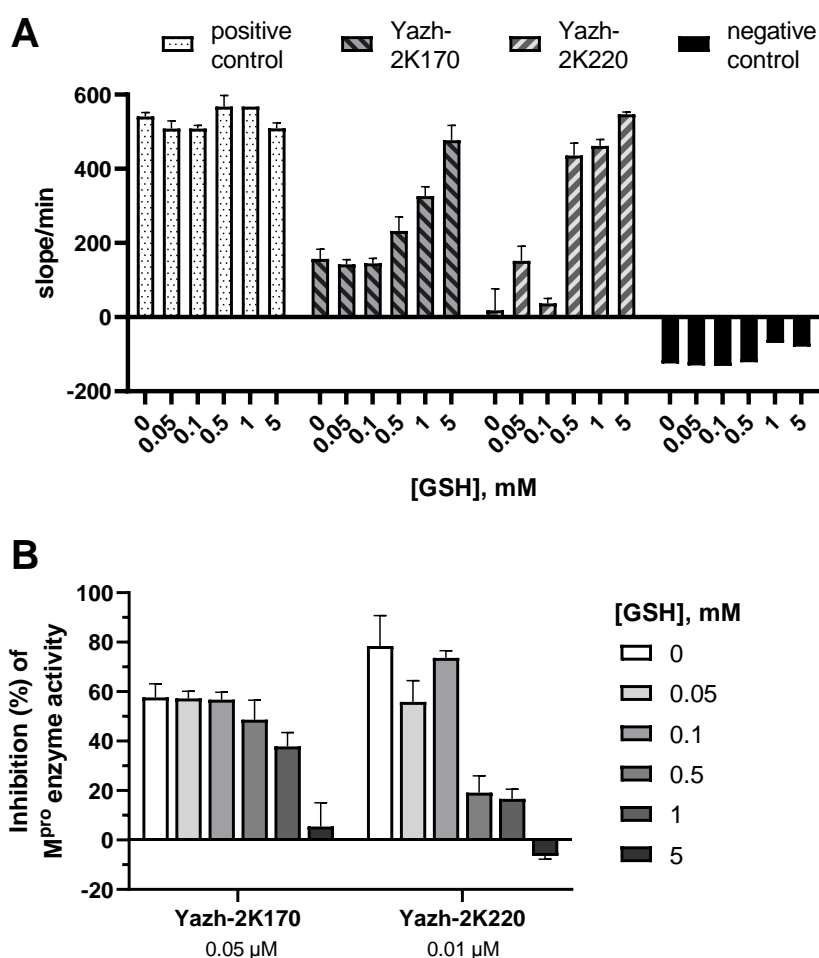 A
positive control
Yazh-2K170
Yazh-2K220
negative control
slope/min
600
400
200
0
-200
0 0.05 0.1 0.5 1 5 0 0.05 0.1 0.5 1 5 0 0.05 0.1 0.5 1 5 0 0.05 0.1 0.5 1 5
[GSH], mM
B
Inhibition (%) of
Mpro enzyme activity
100
80
60
40
20
0
-20
Yazh-2K170 Yazh-2K220
0.05 µM 0.01 µM
[GSH], mM
0
0.05
0.1
0.5
1
5